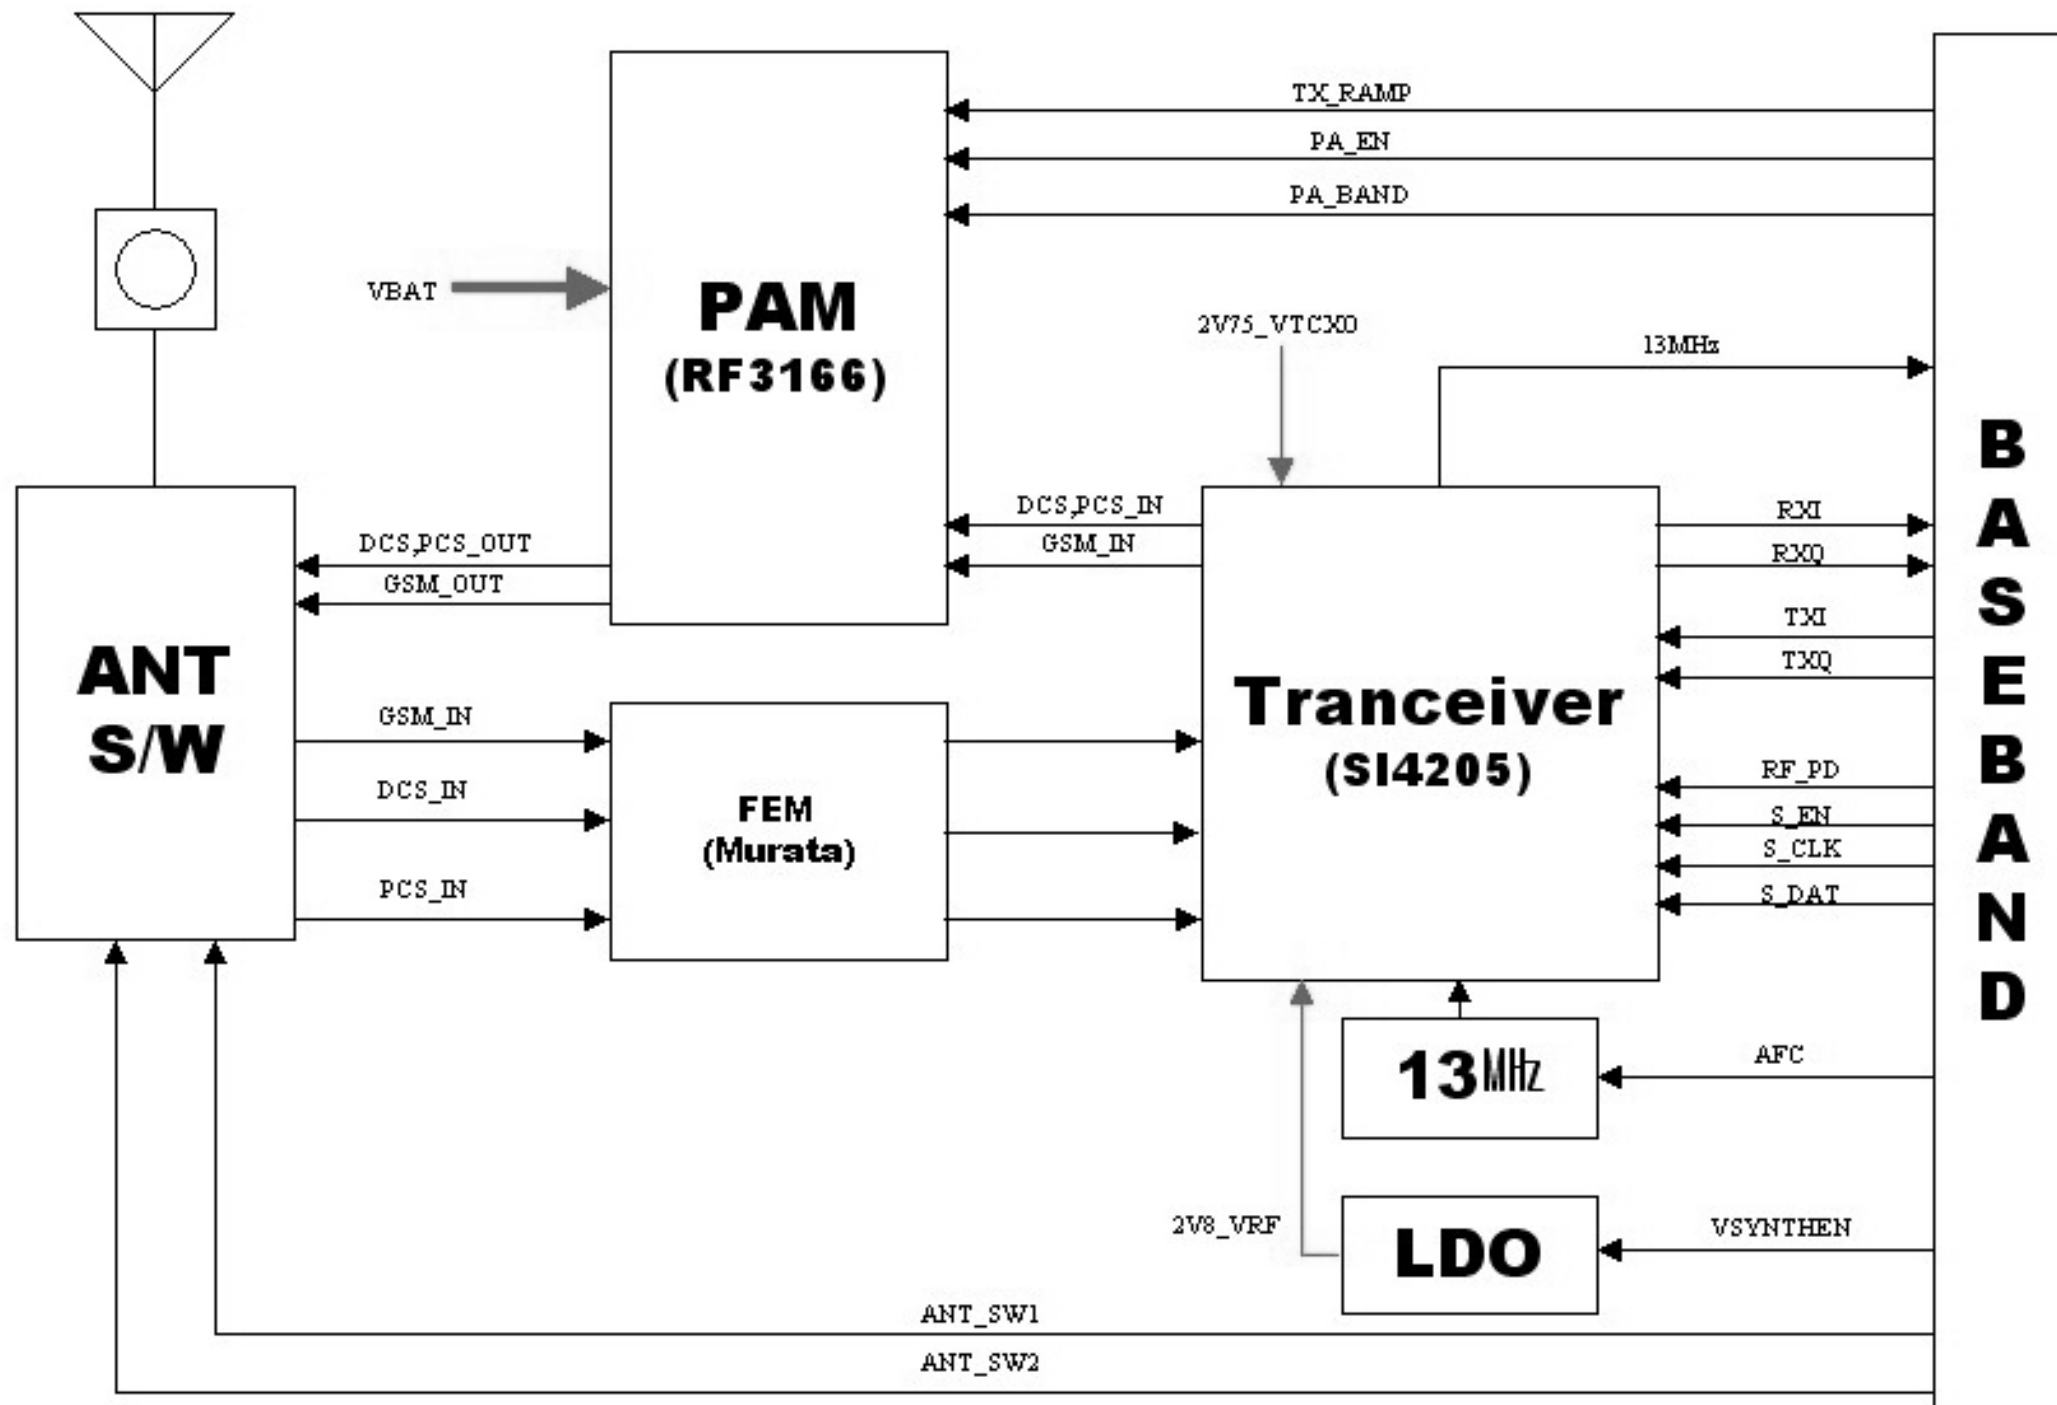 TX_RAMP
PA_EN
PA_BAND
VBAT
PAM
(RF3166)
2V75_VTCXO
13MHz
DCS,PCS_IN
GSM_IN
RXI
RXQ
DCS,PCS_OUT
GSM_OUT
TXI
TXQ
ANT
S/W
GSM_IN
DCS_IN
PCS_IN
FEM
(Murata)
Tranceiver
(SI4205)
RF_PD
S_EN
S_CLK
S_DAT
B
A
S
E
B
A
N
D
13MHz
AFC
2V8_VRF
LDO
VSYNTHEN
ANT_SW1
ANT_SW2